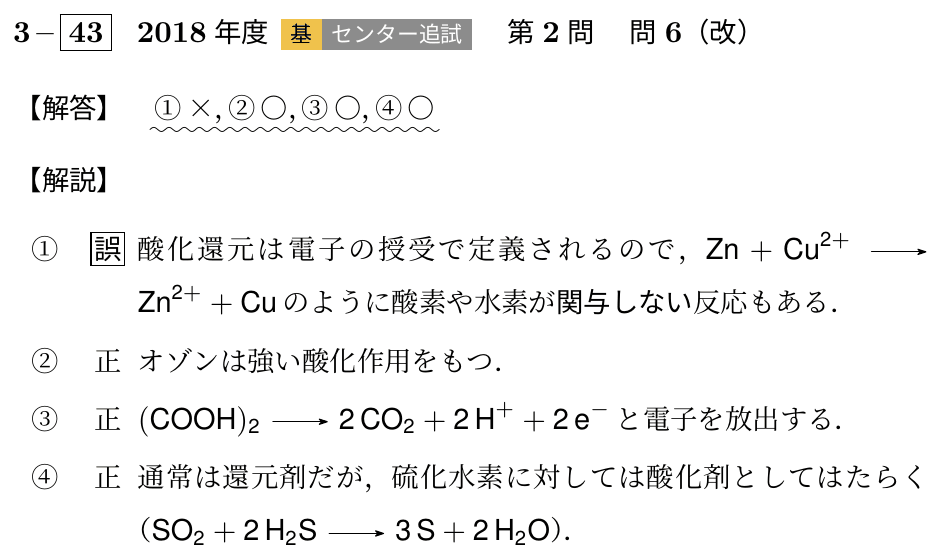 3-43 2018 年度 基 センター追試 第 2 問 問 6（改）
【解答】 ① ×, ② ○, ③ ○, ④ ○
【解説】
① 誤 酸化還元は電子の授受で定義されるので，Zn + Cu²⁺ ⟶
Zn²⁺ + Cu のように酸素や水素が関与しない反応もある．
② 正 オゾンは強い酸化作用をもつ．
③ 正 (COOH)₂ ⟶ 2 CO₂ + 2 H⁺ + 2 e⁻ と電子を放出する．
④ 正 通常は還元剤だが，硫化水素に対しては酸化剤としてはたらく
（SO₂ + 2 H₂S ⟶ 3 S + 2 H₂O）．